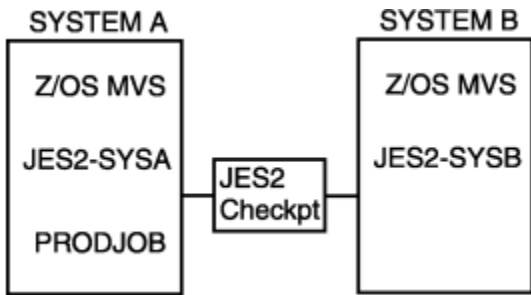 SYSTEM A
Z/OS MVS
JES2-SYSA
PRODJOB
JES2
Checkpt
SYSTEM B
Z/OS MVS
JES2-SYSB